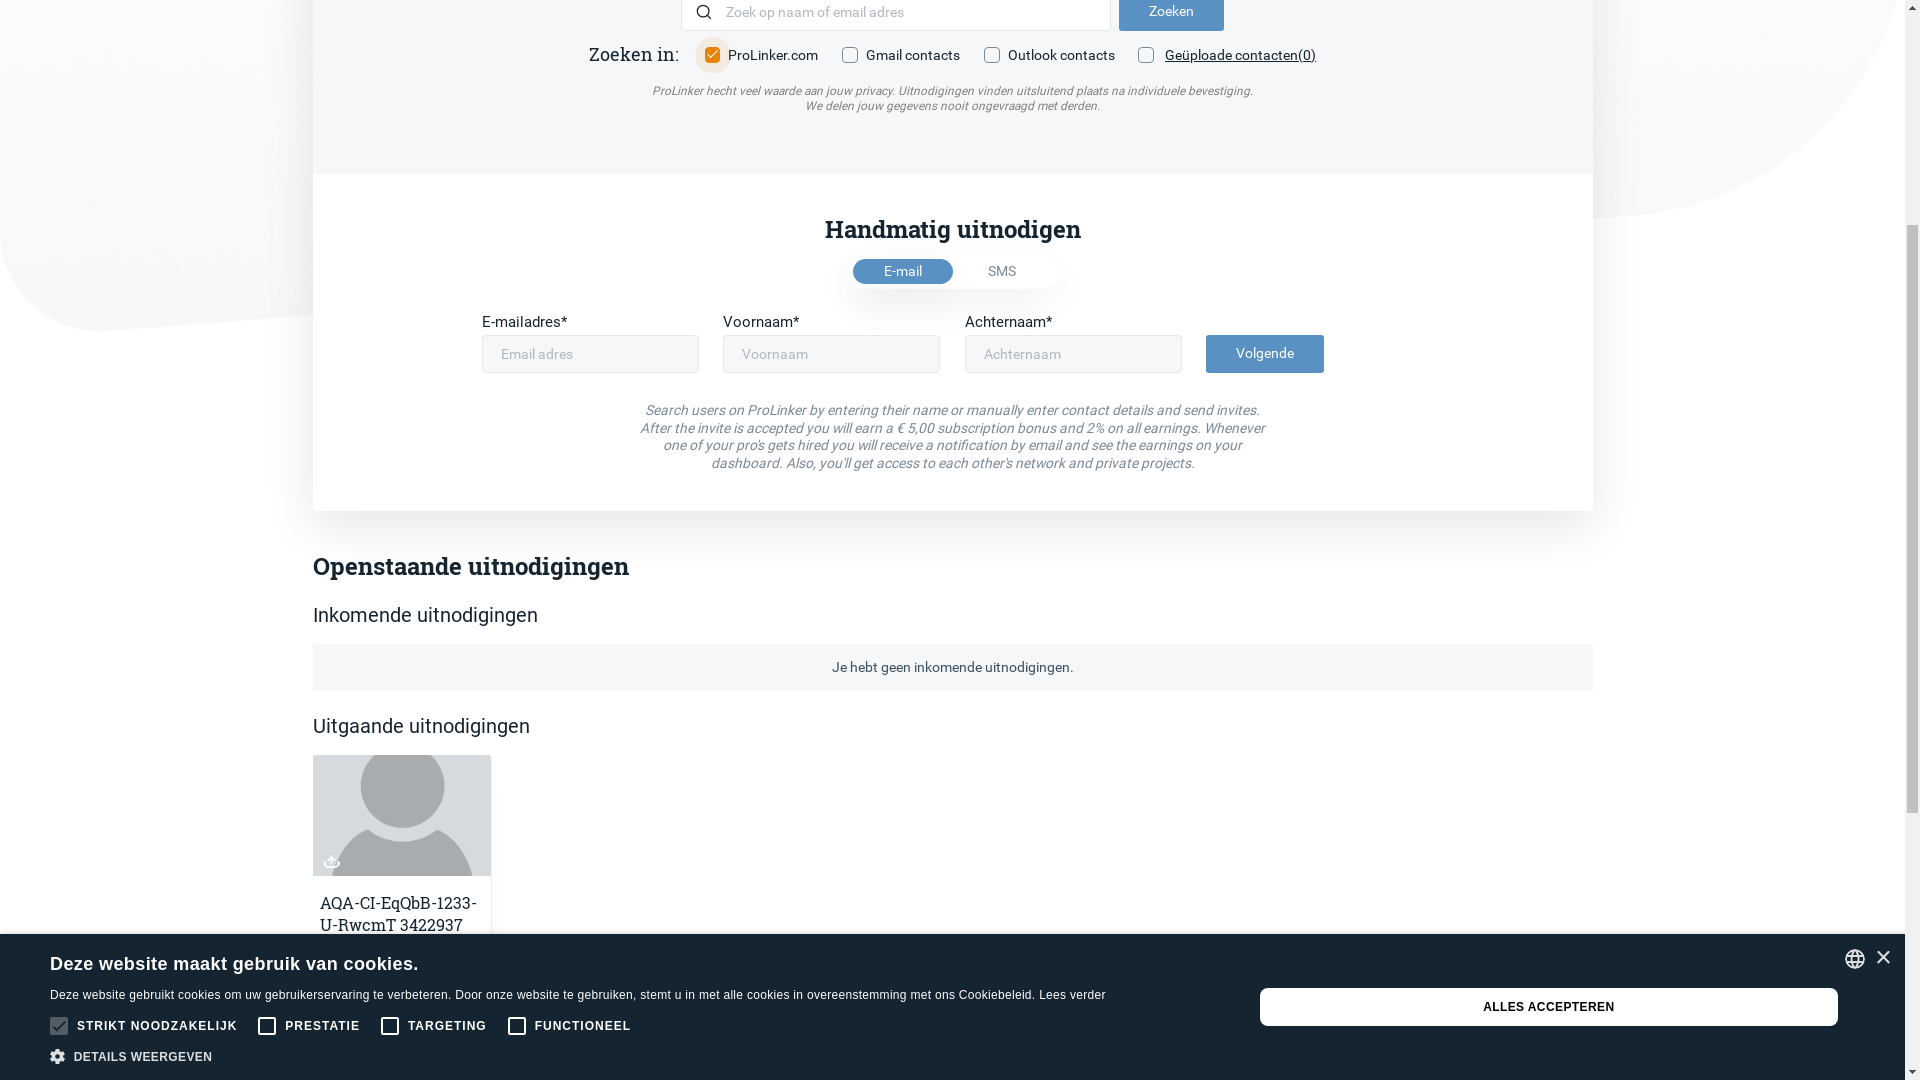 Zoek op naam of email adres
Zoeken
Zoeken in:
ProLinker.com
Gmail contacts
Outlook contacts
Geüploade contacten(0)
ProLinker hecht veel waarde aan jouw privacy. Uitnodigingen vinden uitsluitend plaats na individuele bevestiging.
We delen jouw gegevens nooit ongevraagd met derden.
Handmatig uitnodigen
E-mail
SMS
E-mailadres*
Voornaam*
Achternaam*
Email adres
Voornaam
Achternaam
Volgende
Search users on ProLinker by entering their name or manually enter contact details and send invites.
After the invite is accepted you will earn a € 5,00 subscription bonus and 2% on all earnings. Whenever
one of your pro's gets hired you will receive a notification by email and see the earnings on your
dashboard. Also, you'll get access to each other's network and private projects.
Openstaande uitnodigingen
Inkomende uitnodigingen
Je hebt geen inkomende uitnodigingen.
Uitgaande uitnodigingen
AQA-CI-EqQbB-1233-
U-RwcmT 3422937
Deze website maakt gebruik van cookies.
Deze website gebruikt cookies om uw gebruikerservaring te verbeteren. Door onze website te gebruiken, stemt u in met alle cookies in overeenstemming met ons Cookiebeleid. Lees verder
STRIKT NOODZAKELIJK
PRESTATIE
TARGETING
FUNCTIONEEL
DETAILS WEERGEVEN
ALLES ACCEPTEREN